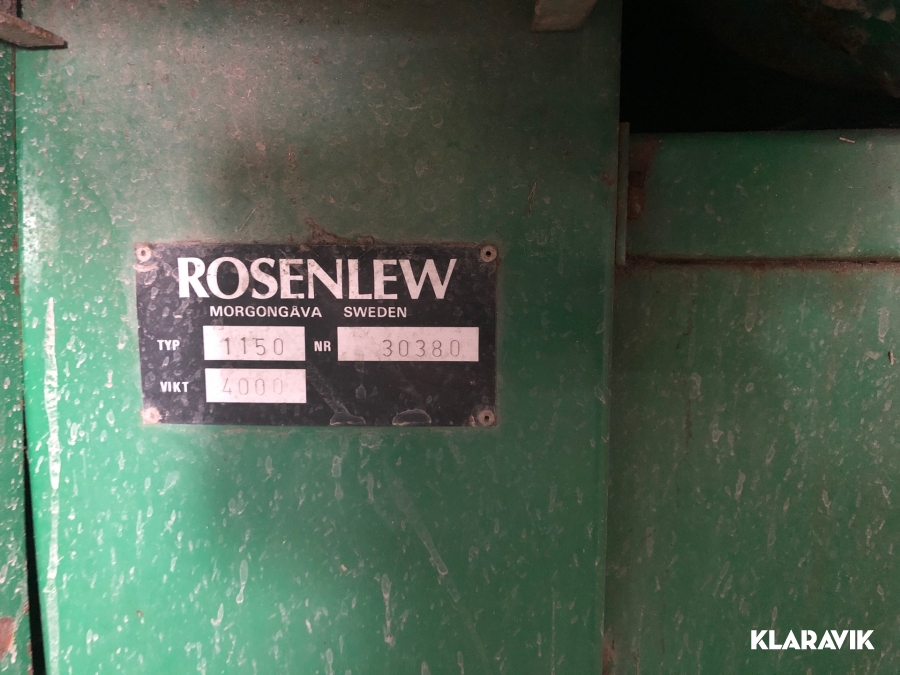 ROSENLEW
MORGONGÅVA SWEDEN
TYP 1150 NR 30380
VIKT 4000
KLARAVIK